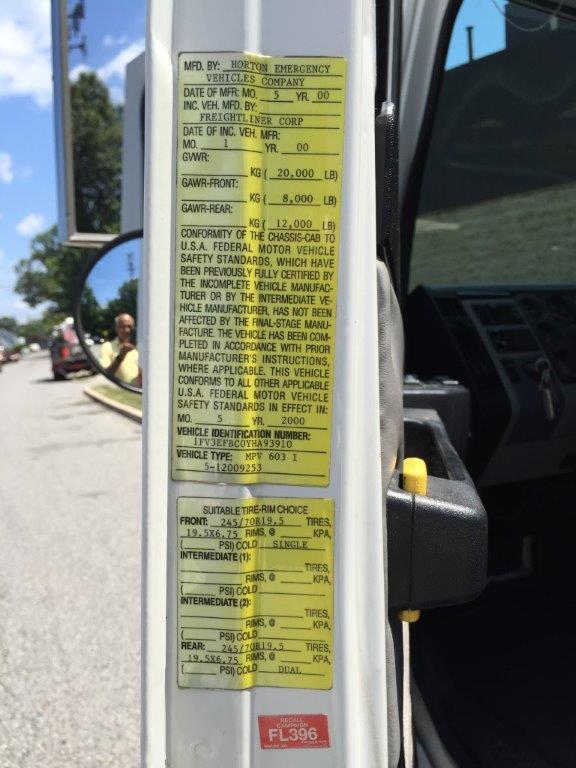 MFD. BY: HORTON EMERGENCY
VEHICLES COMPANY
DATE OF MFR: MO. 5 YR. 00
INC. VEH. MFD. BY:
FREIGHTLINER CORP
DATE OF INC. VEH. MFR:
MO. 1 YR. 00
GVWR:
KG ( 20,000 LB)
GAWR-FRONT:
KG ( 8,000 LB)
GAWR-REAR:
KG ( 12,000 LB)
CONFORMITY OF THE CHASSIS-CAB TO
U.S.A. FEDERAL MOTOR VEHICLE
SAFETY STANDARDS, WHICH HAVE
BEEN PREVIOUSLY FULLY CERTIFIED BY
THE INCOMPLETE VEHICLE MANUFAC-
TURER OR BY THE INTERMEDIATE VE-
HICLE MANUFACTURER, HAS NOT BEEN
AFFECTED BY THE FINAL-STAGE MANU-
FACTURE. THE VEHICLE HAS BEEN COM-
PLETED IN ACCORDANCE WITH PRIOR
MANUFACTURER'S INSTRUCTIONS,
WHERE APPLICABLE. THIS VEHICLE
CONFORMS TO ALL OTHER APPLICABLE
U.S.A. FEDERAL MOTOR VEHICLE
SAFETY STANDARDS IN EFFECT IN:
MO. 5 YR. 2000
VEHICLE IDENTIFICATION NUMBER:
1FV3EFBC0YHA93910
VEHICLE TYPE: MPV 603 I
5-12009253
SUITABLE TIRE-RIM CHOICE
FRONT: 245/70R19.5 TIRES,
19.5X6.75 RIMS, @ KPA,
( PSI) COLD SINGLE
INTERMEDIATE (1):
TIRES,
RIMS, @ KPA,
( PSI) COLD
INTERMEDIATE (2):
TIRES,
RIMS, @ KPA,
( PSI) COLD
REAR: 245/70R19.5 TIRES,
19.5X6.75 RIMS, @ KPA,
( PSI) COLD DUAL
RECALL
CAMPAIGN
FL396